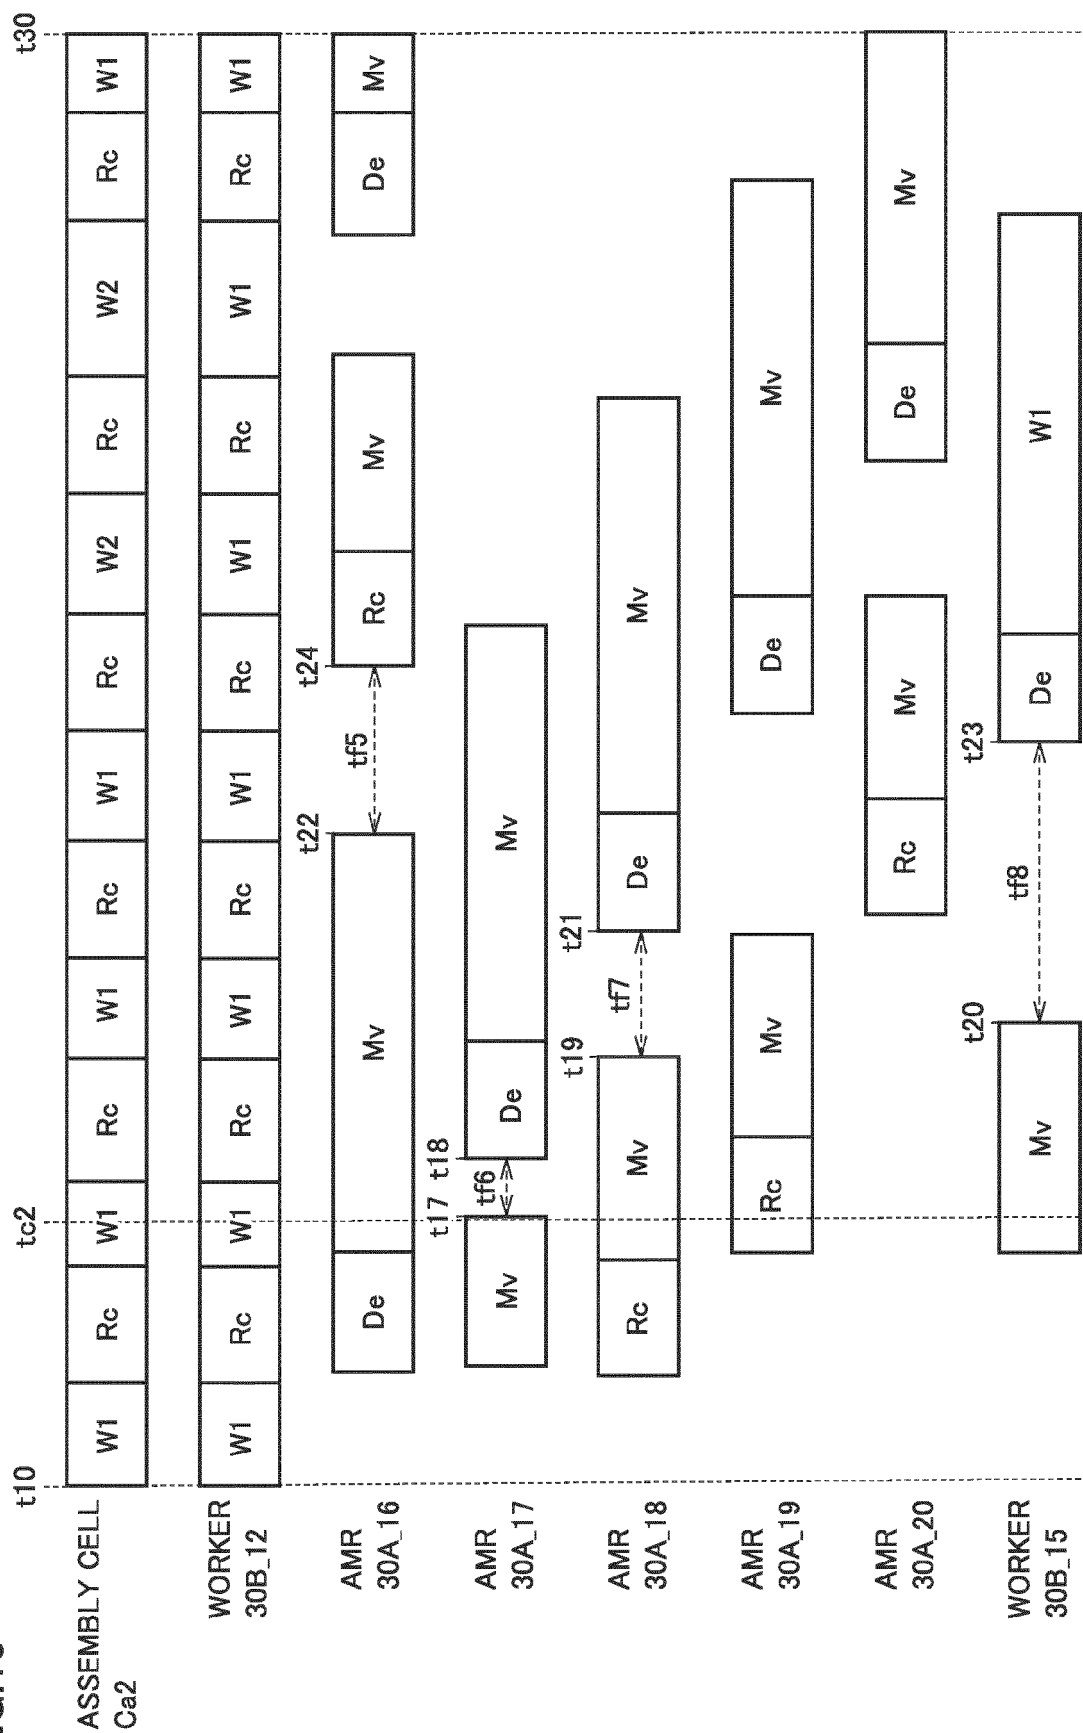 t10 tc2 t30
ASSEMBLY CELL
Ca2
W1 Rc W1 Rc W1 Rc W1 Rc W2 Rc W2 Rc W1
WORKER
30B_12
W1 Rc W1 Rc W1 Rc W1 Rc W1 Rc W1 Rc W1
t22 t24
AMR
30A_16
De Mv tf5 Rc Mv De Mv
t17 t18
AMR
30A_17
Mv tf6 De Mv
t19 t21
AMR
30A_18
Rc Mv tf7 De Mv
AMR
30A_19
Rc Mv De Mv
AMR
30A_20
Rc Mv De Mv
t20 t23
WORKER
30B_15
Mv tf8 De W1